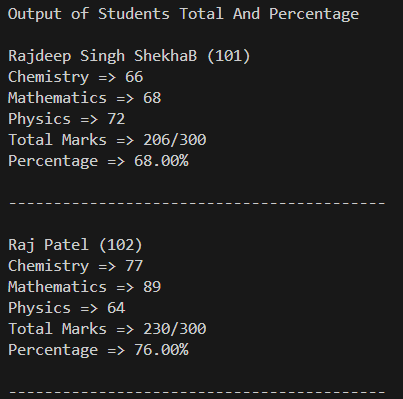 Output of Students Total And Percentage
Rajdeep Singh ShekhaB (101)
Chemistry => 66
Mathematics => 68
Physics => 72
Total Marks => 206/300
Percentage => 68.00%
------------------------------------------
Raj Patel (102)
Chemistry => 77
Mathematics => 89
Physics => 64
Total Marks => 230/300
Percentage => 76.00%
------------------------------------------